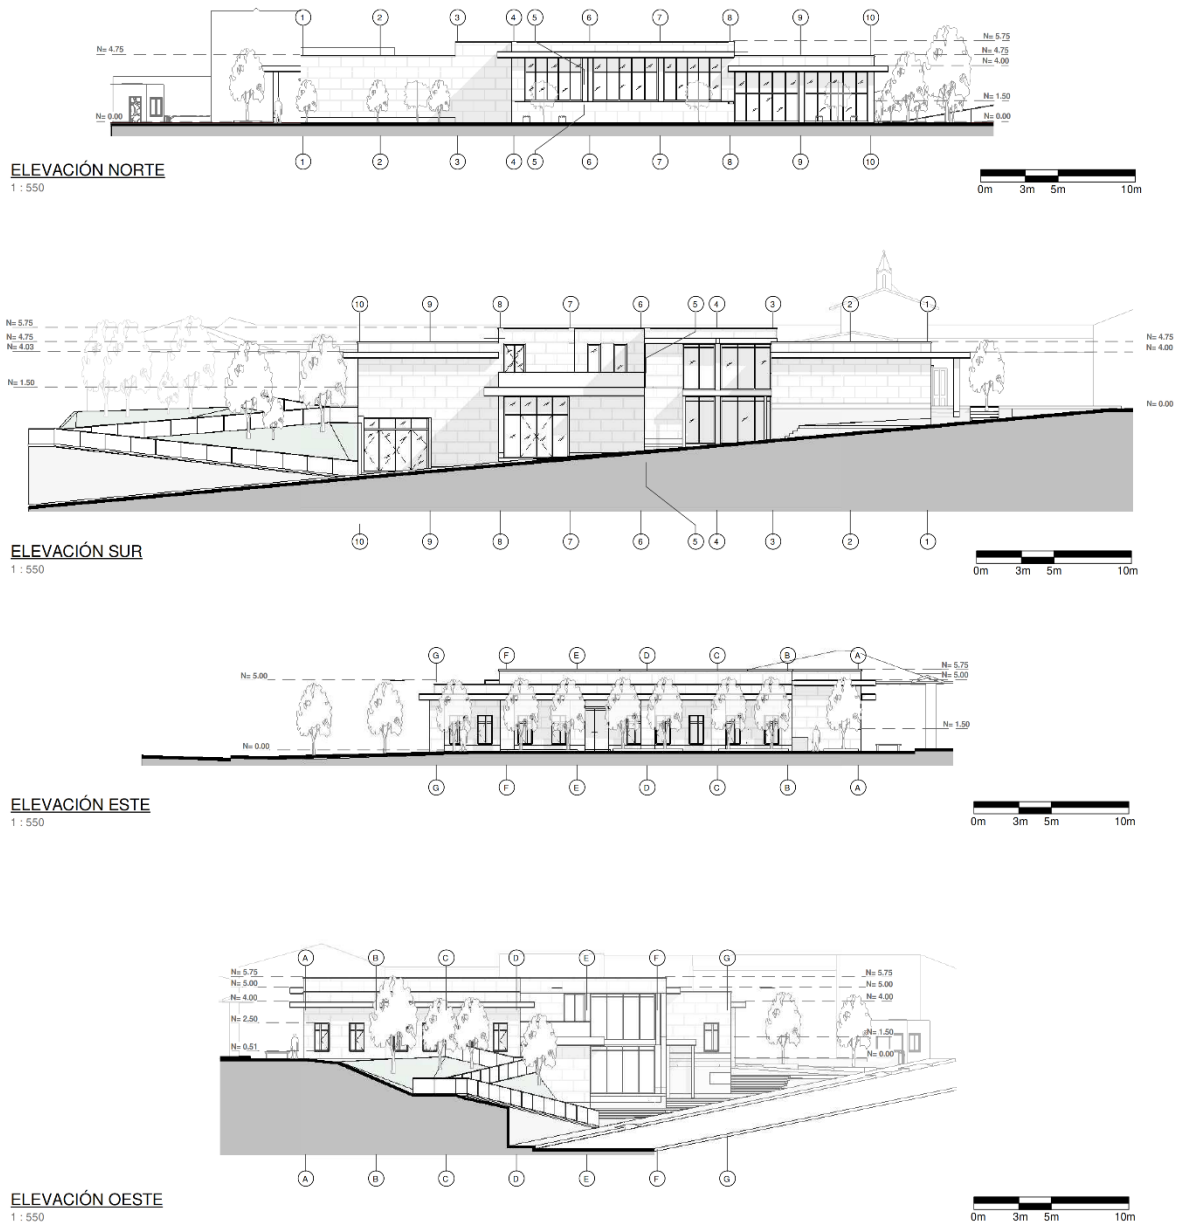 1 2 3 4 5 6 7 8 9 10
N= 5.75
N= 4.75 N= 4.75
N= 4.00
N= 1.50
N= 0.00 N= 0.00
1 2 3 4 5 6 7 8 9 10
ELEVACIÓN NORTE
1 : 550
0m 3m 5m 10m
10 9 8 7 6 5 4 3 2 1
N= 5.75
N= 4.75 N= 4.75
N= 4.03 N= 4.00
N= 1.50
N= 0.00
10 9 8 7 6 5 4 3 2 1
ELEVACIÓN SUR
1 : 550
0m 3m 5m 10m
G F E D C B A
N= 5.75
N= 5.00 N= 5.00
N= 1.50
N= 0.00
G F E D C B A
ELEVACIÓN ESTE
1 : 550
0m 3m 5m 10m
A B C D E F G
N= 5.75 N= 5.75
N= 5.00 N= 5.00
N= 4.00 N= 4.00
N= 2.50
N= 1.50
N= 0.51
N= 0.00
A B C D E F G
ELEVACIÓN OESTE
1 : 550
0m 3m 5m 10m